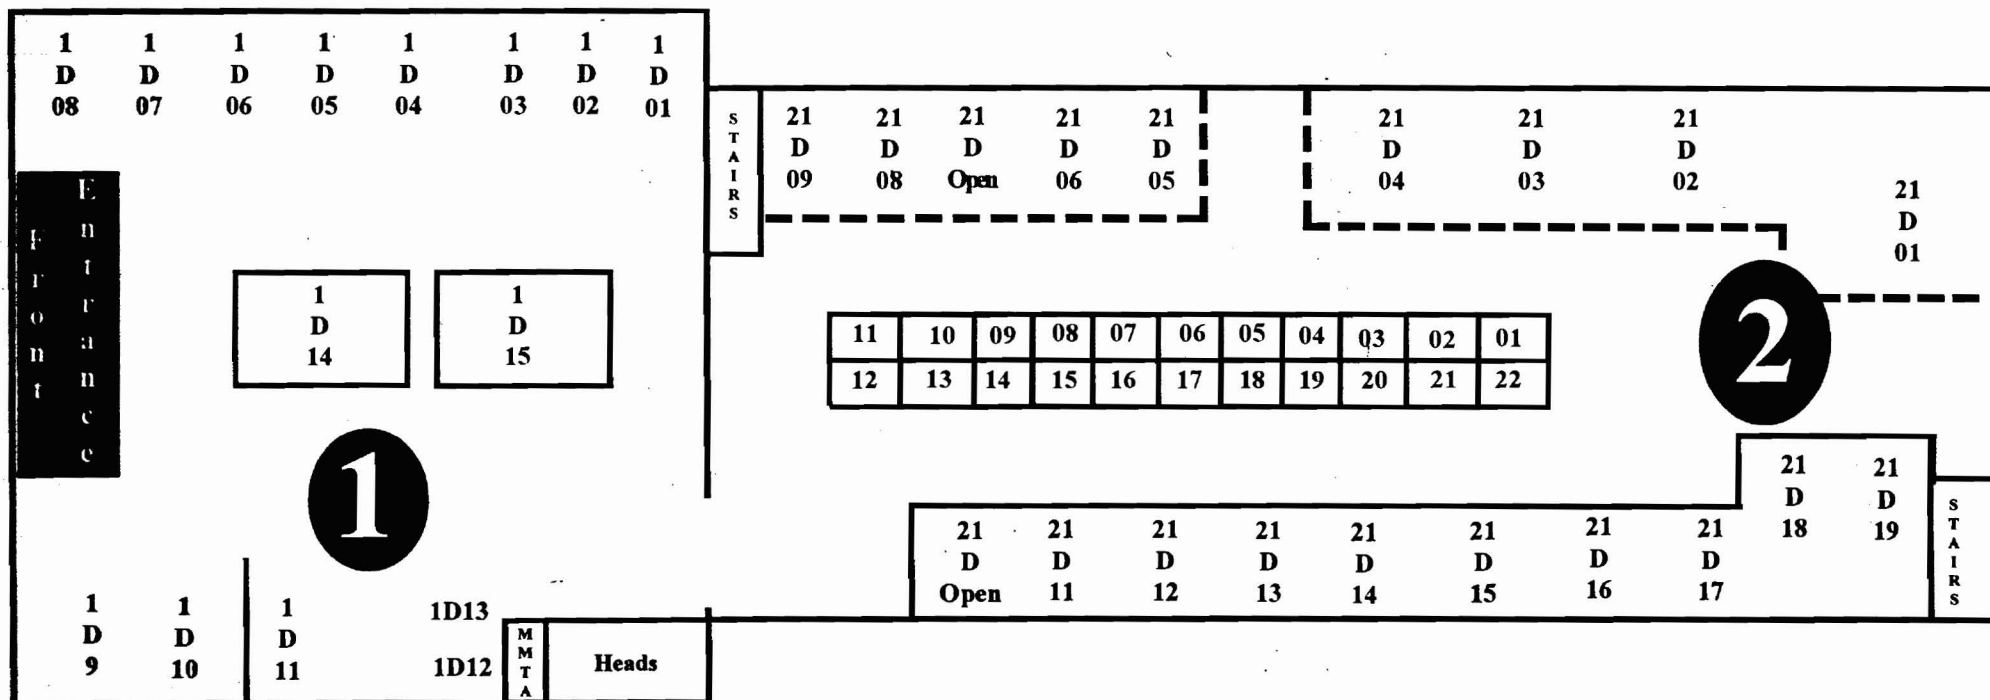 1 D 08
1 D 07
1 D 06
1 D 05
1 D 04
1 D 03
1 D 02
1 D 01
STAIRS
21 D 09
21 D 08
21 D Open
21 D 06
21 D 05
21 D 04
21 D 03
21 D 02
21 D 01
Front Entrance
1 D 14
1 D 15
11 10 09 08 07 06 05 04 03 02 01
12 13 14 15 16 17 18 19 20 21 22
2
1
21 D Open
21 D 11
21 D 12
21 D 13
21 D 14
21 D 15
21 D 16
21 D 17
21 D 18
21 D 19
STAIRS
1 D 9
1 D 10
1 D 11
1D13
1D12
MMTA
Heads